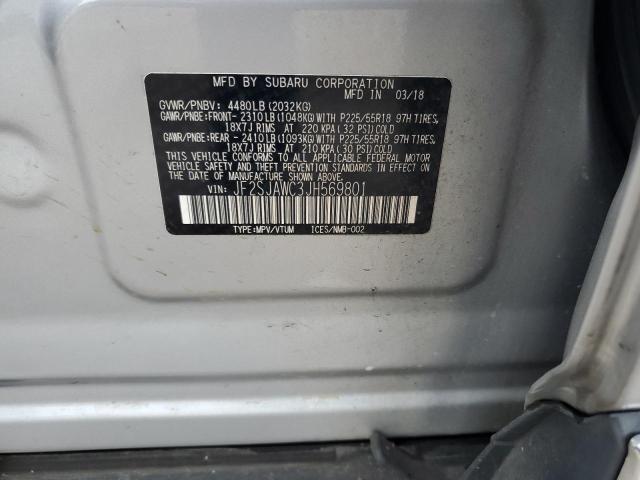 MFD BY SUBARU CORPORATION
MFD IN 03/18
GVWR/PNBV: 4480LB(2032KG)
GAWR/PNBE:FRONT- 2310LB(1048KG)WITH P225/55R18 97H TIRES,
18X7J RIMS AT 220 KPA(32 PSI)COLD
GAWR/PNBE:REAR - 2410LB(1093KG)WITH P225/55R18 97H TIRES,
18X7J RIMS AT 210 KPA(30 PSI)COLD
THIS VEHICLE CONFORMS TO ALL APPLICABLE FEDERAL MOTOR
VEHICLE SAFETY AND THEFT PREVENTION STANDARDS IN EFFECT ON
THE DATE OF MANUFACTURE SHOWN ABOVE.
VIN: JF2SJAWC3JH569801
TYPE:MPV/VTUM ICES/NMB-002